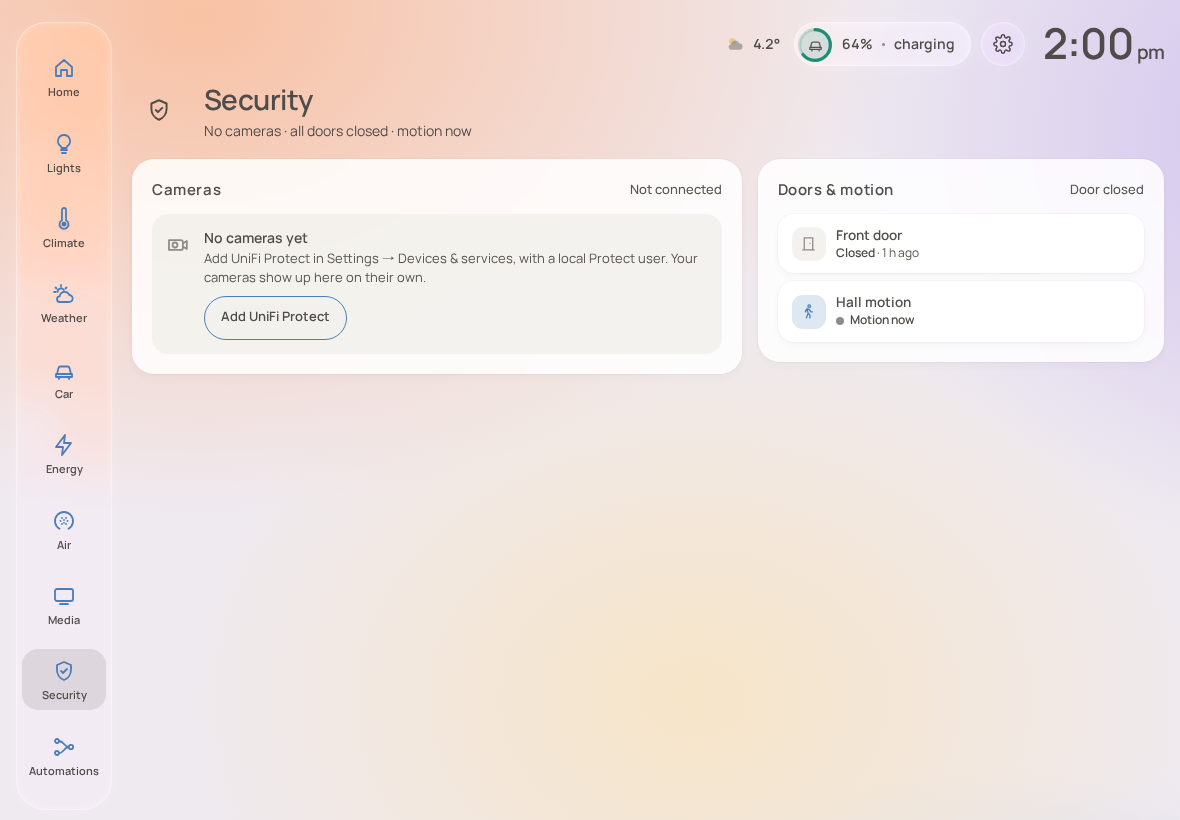 4.2°
64% · charging
2:00 pm
Home
Lights
Climate
Weather
Car
Energy
Air
Media
Security
Automations
Security
No cameras · all doors closed · motion now
Cameras
Not connected
No cameras yet
Add UniFi Protect in Settings → Devices & services, with a local Protect user. Your
cameras show up here on their own.
Add UniFi Protect
Doors & motion
Door closed
Front door
Closed · 1 h ago
Hall motion
Motion now